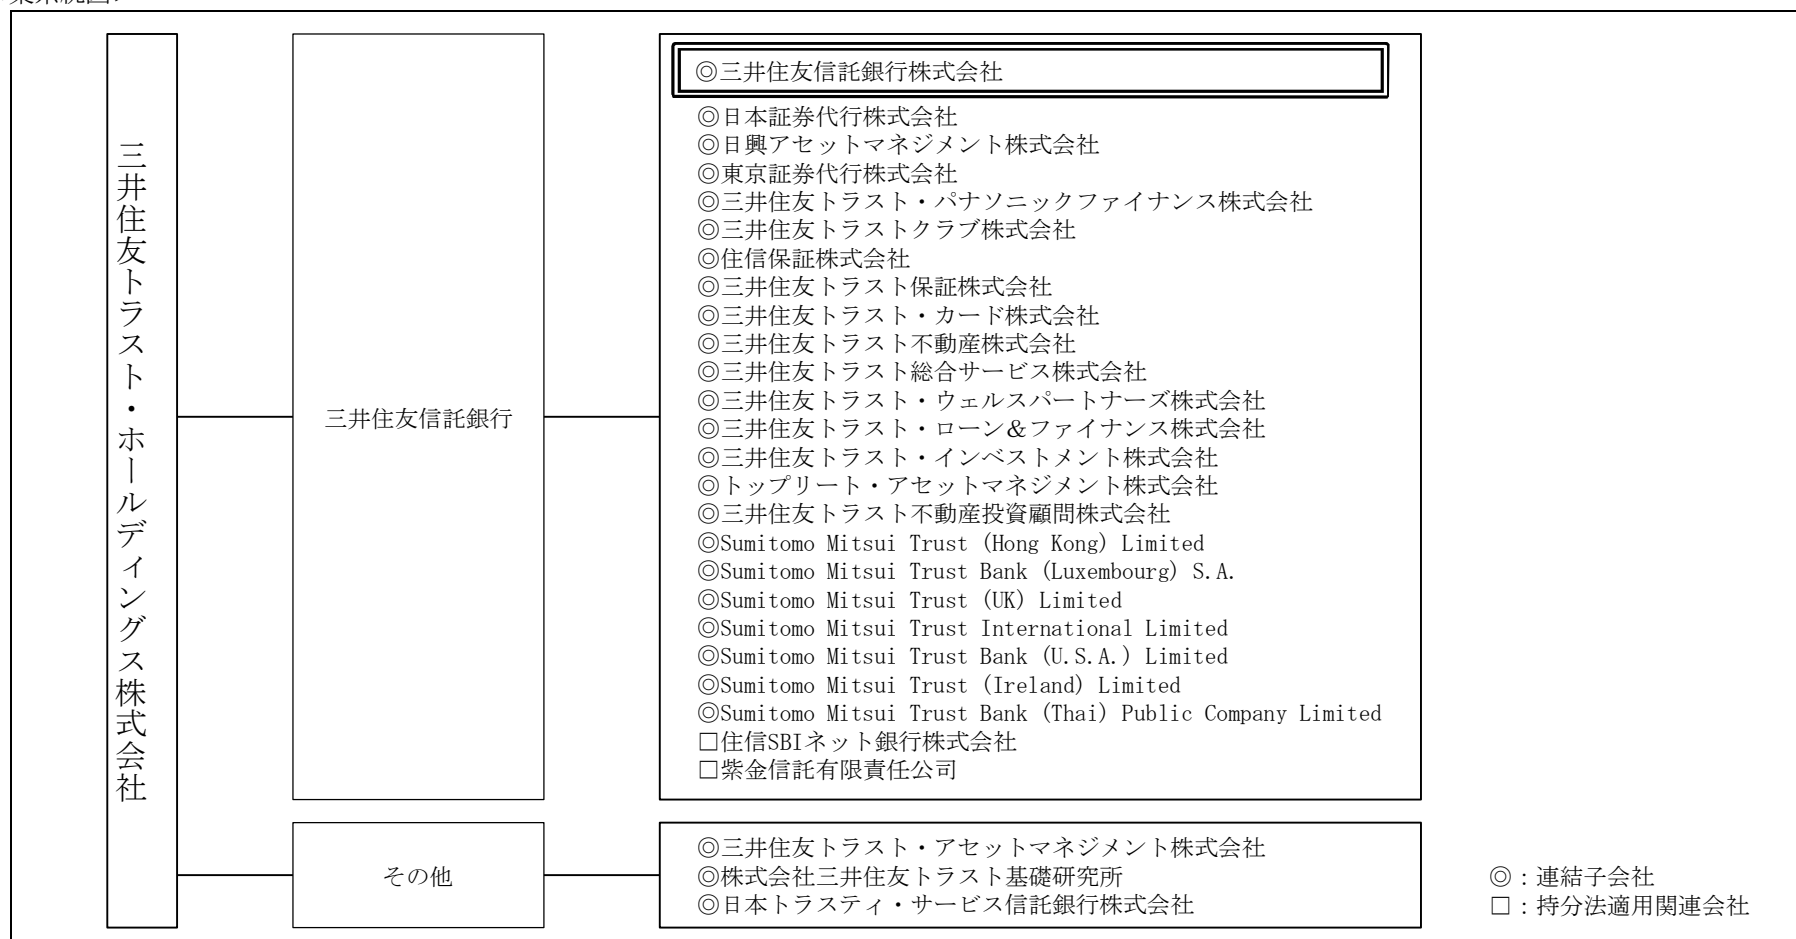 三井住友トラスト・ホールディングス株式会社
三井住友信託銀行
◎三井住友信託銀行株式会社
◎日本証券代行株式会社
◎日興アセットマネジメント株式会社
◎東京証券代行株式会社
◎三井住友トラスト・パナソニックファイナンス株式会社
◎三井住友トラストクラブ株式会社
◎住信保証株式会社
◎三井住友トラスト保証株式会社
◎三井住友トラスト・カード株式会社
◎三井住友トラスト不動産株式会社
◎三井住友トラスト総合サービス株式会社
◎三井住友トラスト・ウェルスパートナーズ株式会社
◎三井住友トラスト・ローン&ファイナンス株式会社
◎三井住友トラスト・インベストメント株式会社
◎トップリート・アセットマネジメント株式会社
◎三井住友トラスト不動産投資顧問株式会社
◎Sumitomo Mitsui Trust (Hong Kong) Limited
◎Sumitomo Mitsui Trust Bank (Luxembourg) S.A.
◎Sumitomo Mitsui Trust (UK) Limited
◎Sumitomo Mitsui Trust International Limited
◎Sumitomo Mitsui Trust Bank (U.S.A.) Limited
◎Sumitomo Mitsui Trust (Ireland) Limited
◎Sumitomo Mitsui Trust Bank (Thai) Public Company Limited
□住信SBIネット銀行株式会社
□紫金信託有限責任公司
その他
◎三井住友トラスト・アセットマネジメント株式会社
◎株式会社三井住友トラスト基礎研究所
◎日本トラスティ・サービス信託銀行株式会社
◎：連結子会社
□：持分法適用関連会社